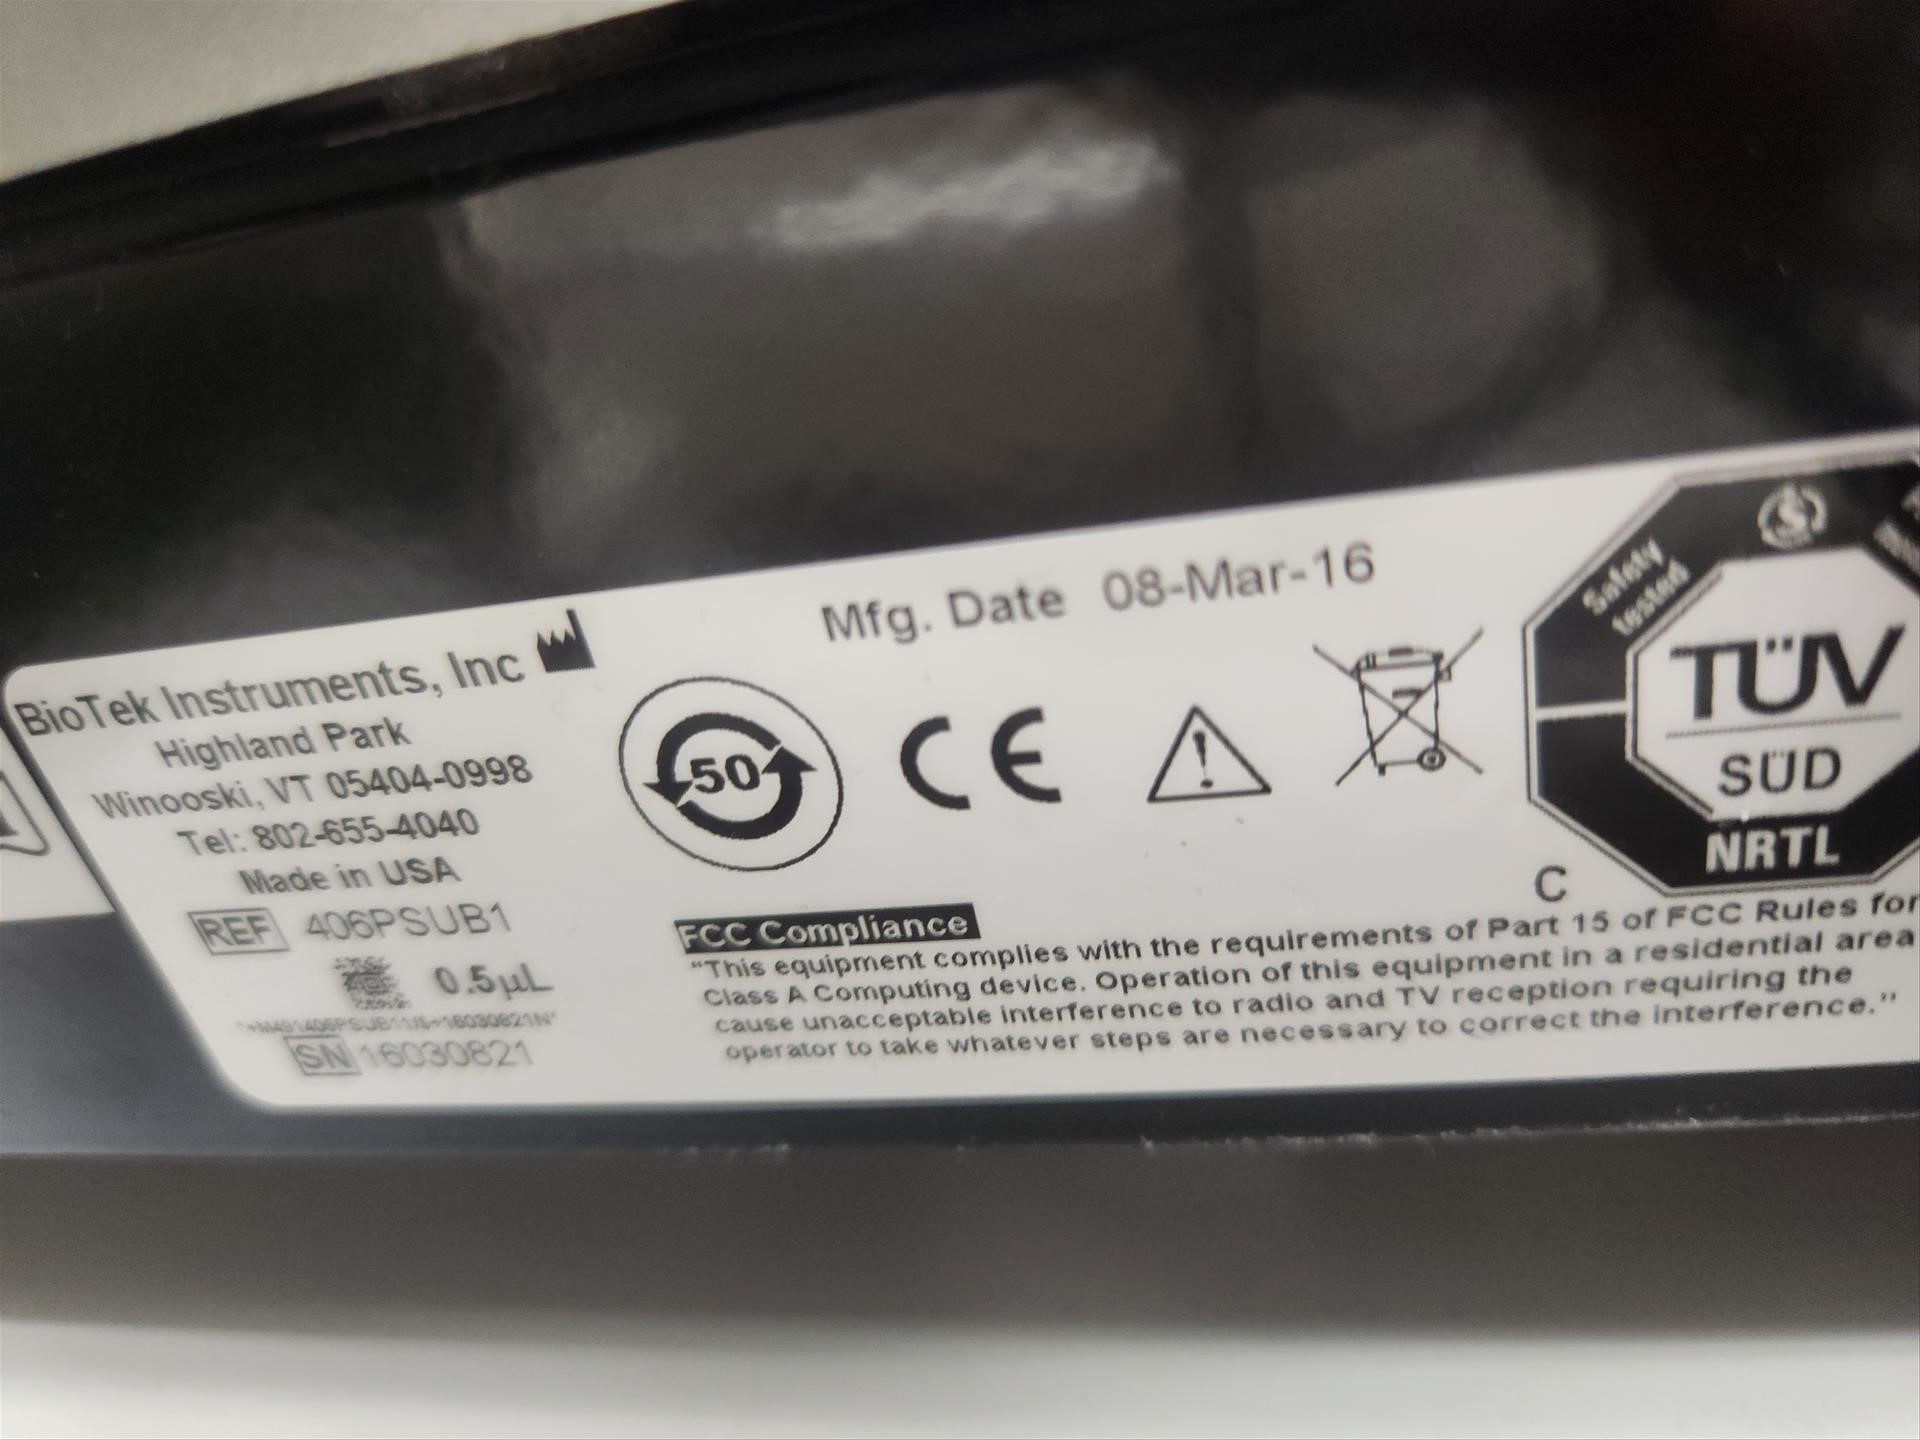 BioTek Instruments, Inc
Highland Park
Winooski, VT 05404-0998
Tel: 802-655-4040
Made in USA
REF 406PSUB1
0.5µL
SN 16030821
Mfg. Date 08-Mar-16
50
CE
Safety
tested
TÜV
SÜD
NRTL
C
FCC Compliance
"This equipment complies with the requirements of Part 15 of FCC Rules for
Class A Computing device. Operation of this equipment in a residential area
cause unacceptable interference to radio and TV reception requiring the
operator to take whatever steps are necessary to correct the interference."